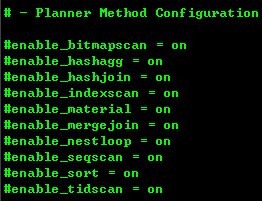 # - Planner Method Configuration
#enable_bitmapscan = on
#enable_hashagg = on
#enable_hashjoin = on
#enable_indexscan = on
#enable_material = on
#enable_mergejoin = on
#enable_nestloop = on
#enable_seqscan = on
#enable_sort = on
#enable_tidscan = on